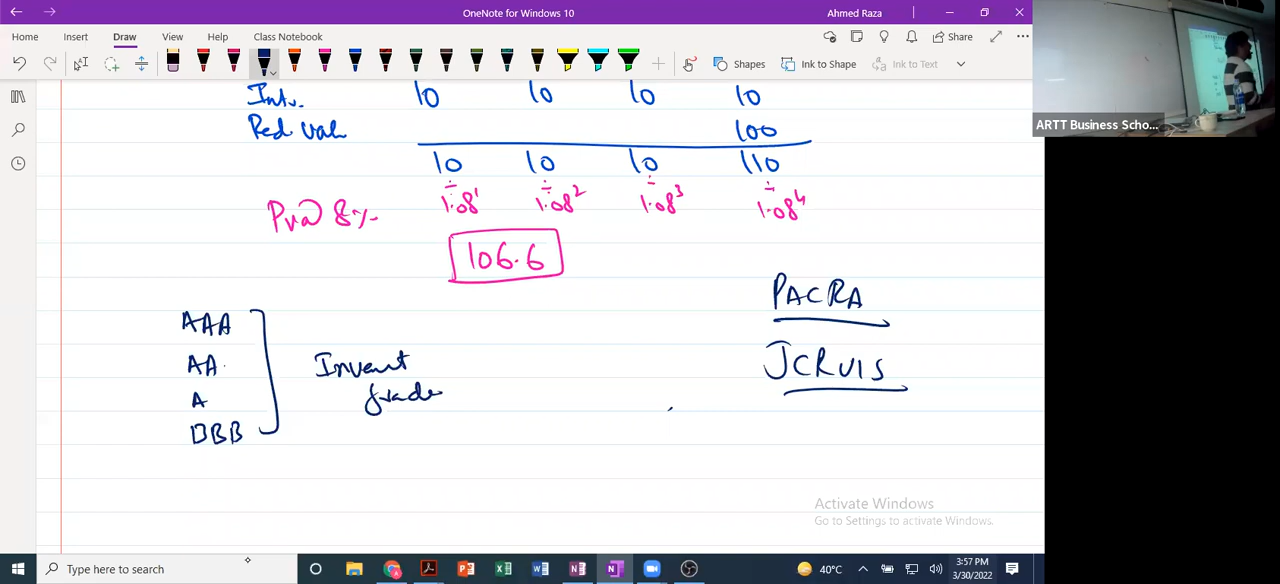 OneNote for Windows 10
Ahmed Raza
Home Insert Draw View Help Class Notebook
Share
Shapes Ink to Shape Ink to Text
ARTT Business Scho...
Intr. 10 10 10 10
Red val 100
10 10 10 110
÷ ÷ ÷ ÷
1.08¹ 1.08² 1.08³ 1.08⁴
Pv@ 8%
106.6
PACRA
JCRVIS
AAA
AA
A
BBB
Invent
grade
Activate Windows
Go to Settings to activate Windows.
Type here to search
40°C
3:57 PM
3/30/2022